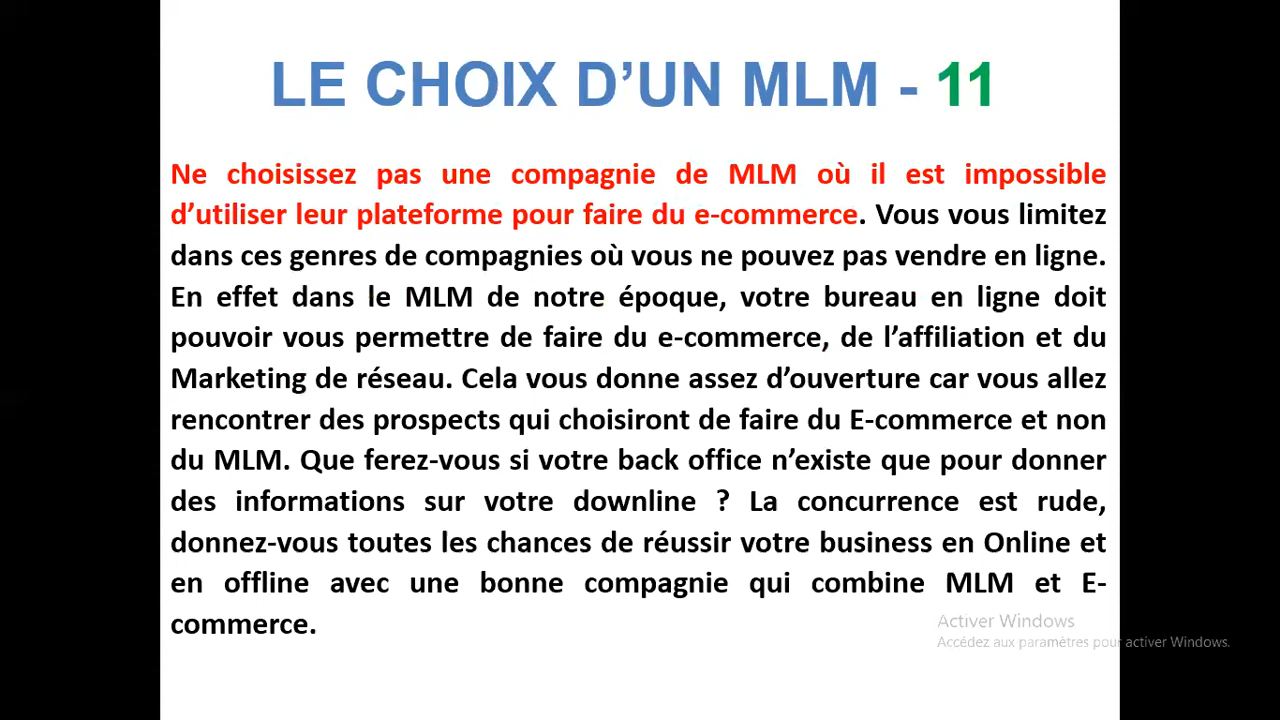 LE CHOIX D’UN MLM - 11
Ne choisissez pas une compagnie de MLM où il est impossible
d’utiliser leur plateforme pour faire du e-commerce. Vous vous limitez
dans ces genres de compagnies où vous ne pouvez pas vendre en ligne.
En effet dans le MLM de notre époque, votre bureau en ligne doit
pouvoir vous permettre de faire du e-commerce, de l’affiliation et du
Marketing de réseau. Cela vous donne assez d’ouverture car vous allez
rencontrer des prospects qui choisiront de faire du E-commerce et non
du MLM. Que ferez-vous si votre back office n’existe que pour donner
des informations sur votre downline ? La concurrence est rude,
donnez-vous toutes les chances de réussir votre business en Online et
en offline avec une bonne compagnie qui combine MLM et E-
commerce.
Activer Windows
Accédez aux paramètres pour activer Windows.